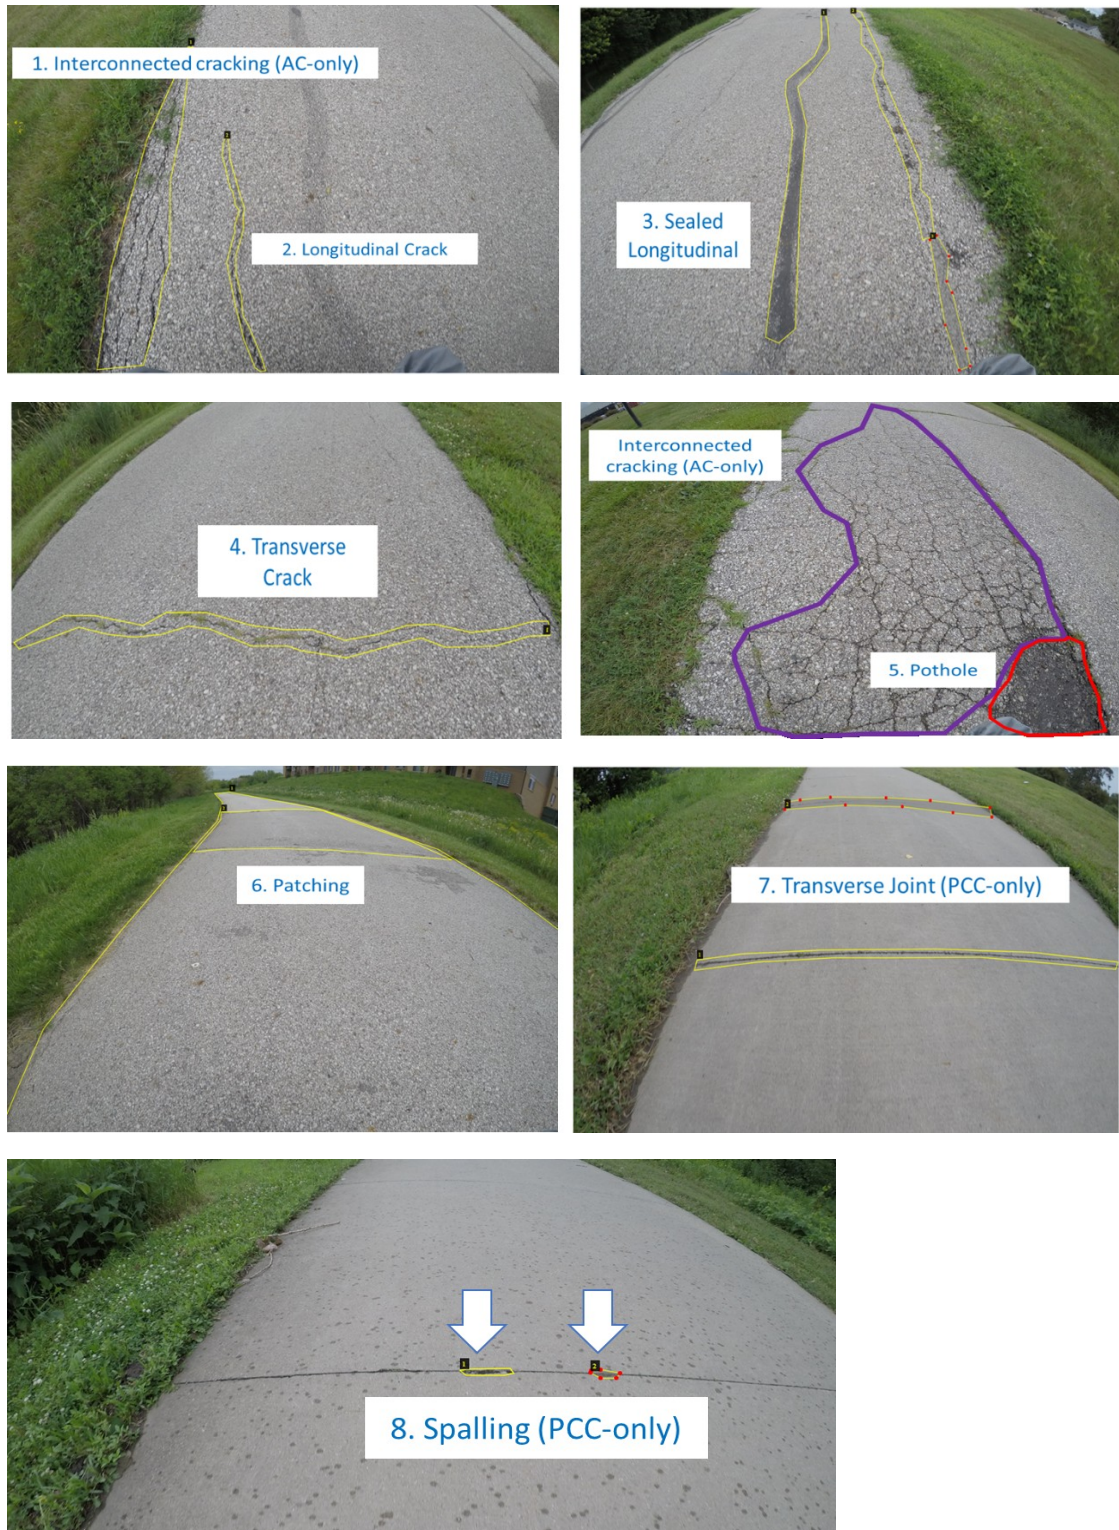 1. Interconnected cracking (AC-only)
2. Longitudinal Crack
3. Sealed
Longitudinal
4. Transverse
Crack
Interconnected
cracking (AC-only)
5. Pothole
6. Patching
7. Transverse Joint (PCC-only)
8. Spalling (PCC-only)